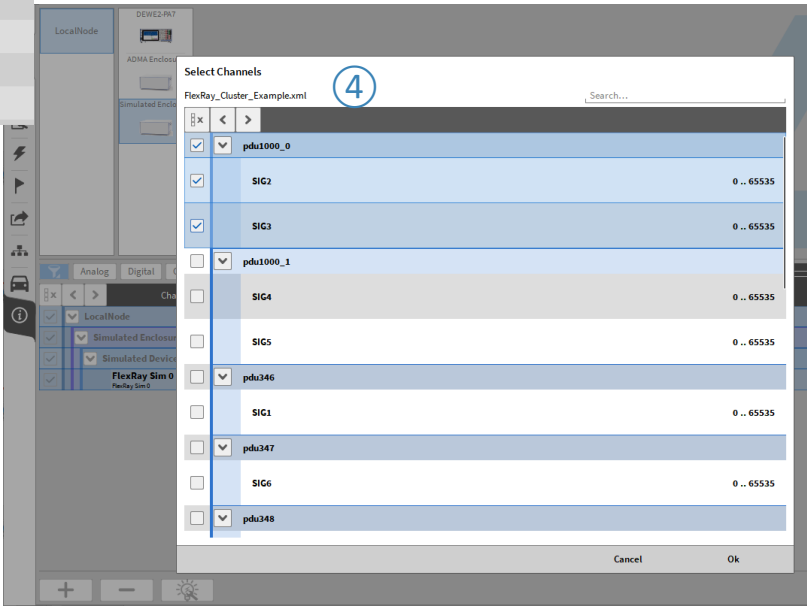 LocalNode
DEWE2-PA7
ADMA Enclosu
Simulated Enclo
Select Channels
④
FlexRay_Cluster_Example.xml
Search...
pdu1000_0
SIG2
0 .. 65535
SIG3
0 .. 65535
pdu1000_1
SIG4
0 .. 65535
SIG5
0 .. 65535
pdu346
SIG1
0 .. 65535
pdu347
SIG6
0 .. 65535
pdu348
Cancel
Ok
Analog
Digital
Cha
LocalNode
Simulated Enclosur
Simulated Device
FlexRay Sim 0
FlexRay Sim 0